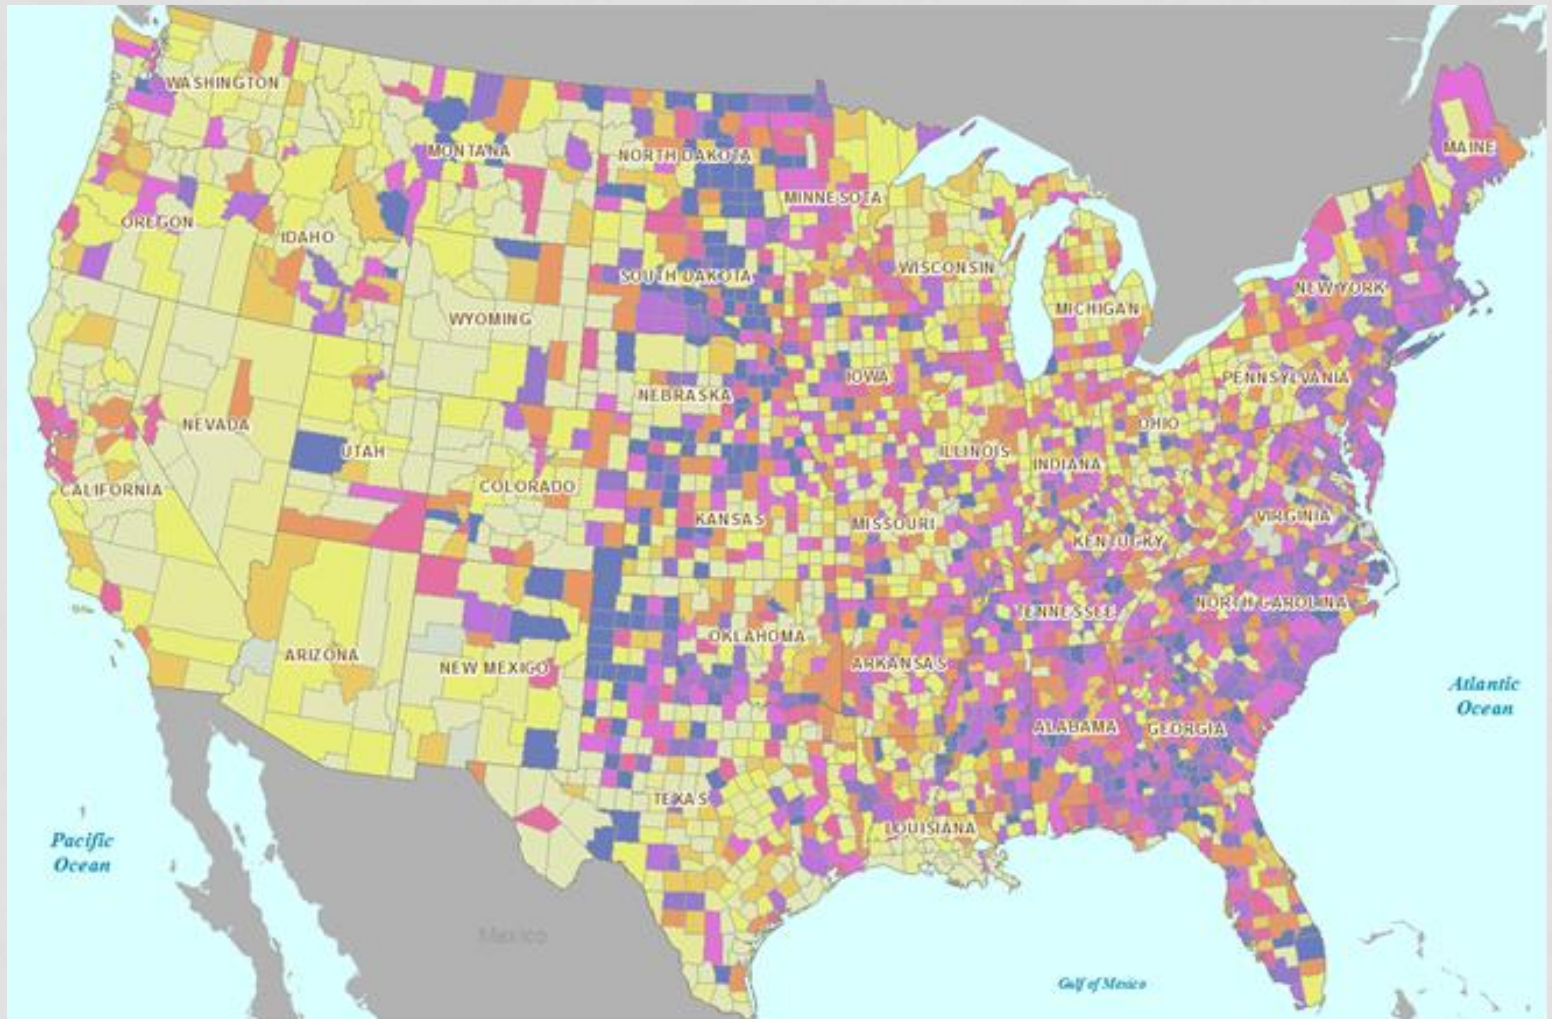 WASHINGTON
MAINE
MONTANA
NORTH DAKOTA
MINNESOTA
OREGON
IDAHO
SOUTH DAKOTA
WISCONSIN
NEW YORK
MICHIGAN
WYOMING
IOWA
PENNSYLVANIA
NEBRASKA
NEVADA
OHIO
UTAH
ILLINOIS
INDIANA
CALIFORNIA
COLORADO
KANSAS
MISSOURI
VIRGINIA
KENTUCKY
TENNESSEE
NORTH CAROLINA
OKLAHOMA
ARIZONA
NEW MEXICO
ARKANSAS
Atlantic
Ocean
ALABAMA
GEORGIA
TEXAS
LOUISIANA
Pacific
Ocean
Mexico
Gulf of Mexico